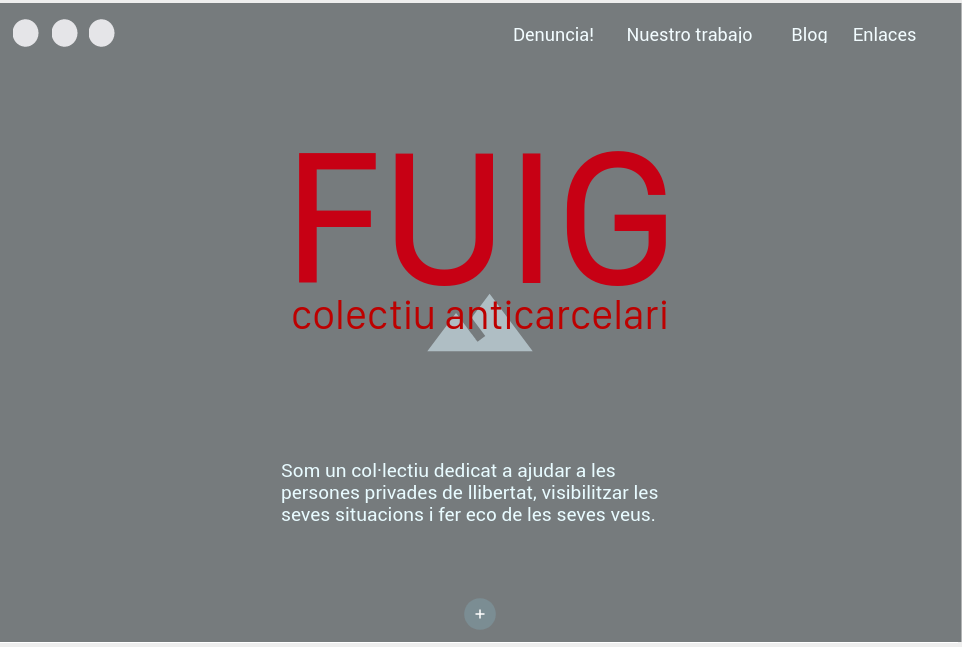 Denuncia! Nuestro trabajo Blog Enlaces
FUIG
colectiu anticarcelari
Som un col·lectiu dedicat a ajudar a les
persones privades de llibertat, visibilitzar les
seves situacions i fer eco de les seves veus.
+